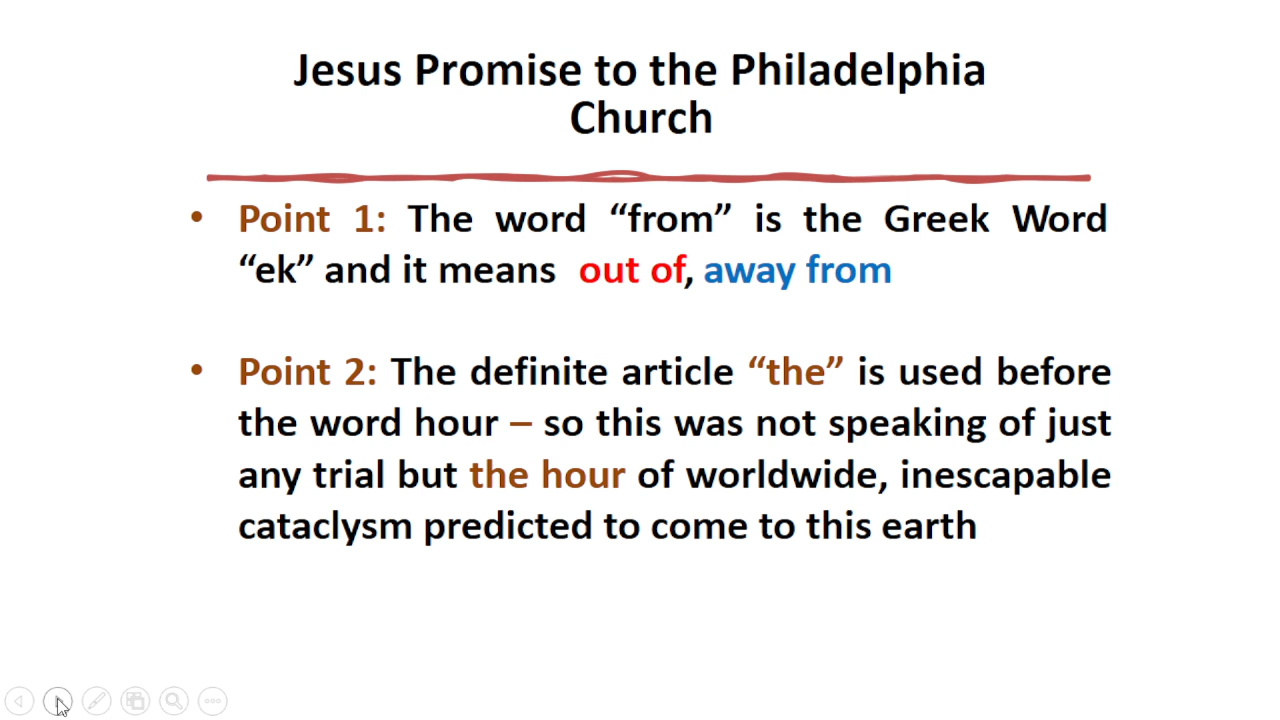 Jesus Promise to the Philadelphia
Church
• Point 1: The word “from” is the Greek Word
“ek” and it means out of, away from
• Point 2: The definite article “the” is used before
the word hour – so this was not speaking of just
any trial but the hour of worldwide, inescapable
cataclysm predicted to come to this earth